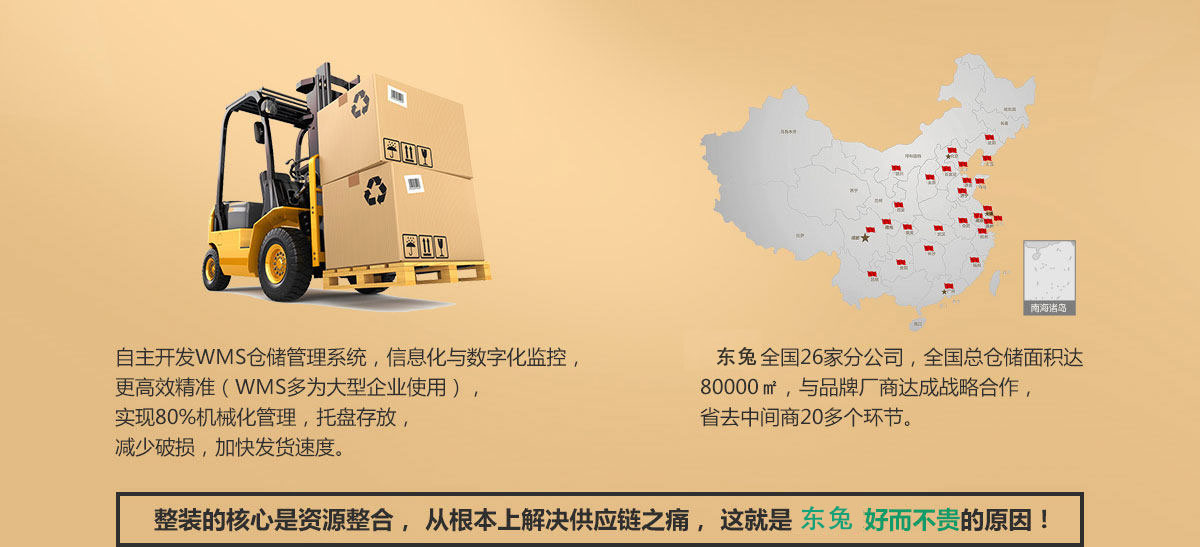 自主开发WMS仓储管理系统，信息化与数字化监控，
更高效精准（WMS多为大型企业使用），
实现80%机械化管理，托盘存放，
减少破损，加快发货速度。
东兔全国26家分公司，全国总仓储面积达
80000㎡，与品牌厂商达成战略合作，
省去中间商20多个环节。
南海诸岛
整装的核心是资源整合，从根本上解决供应链之痛，这就是 东兔 好而不贵的原因！